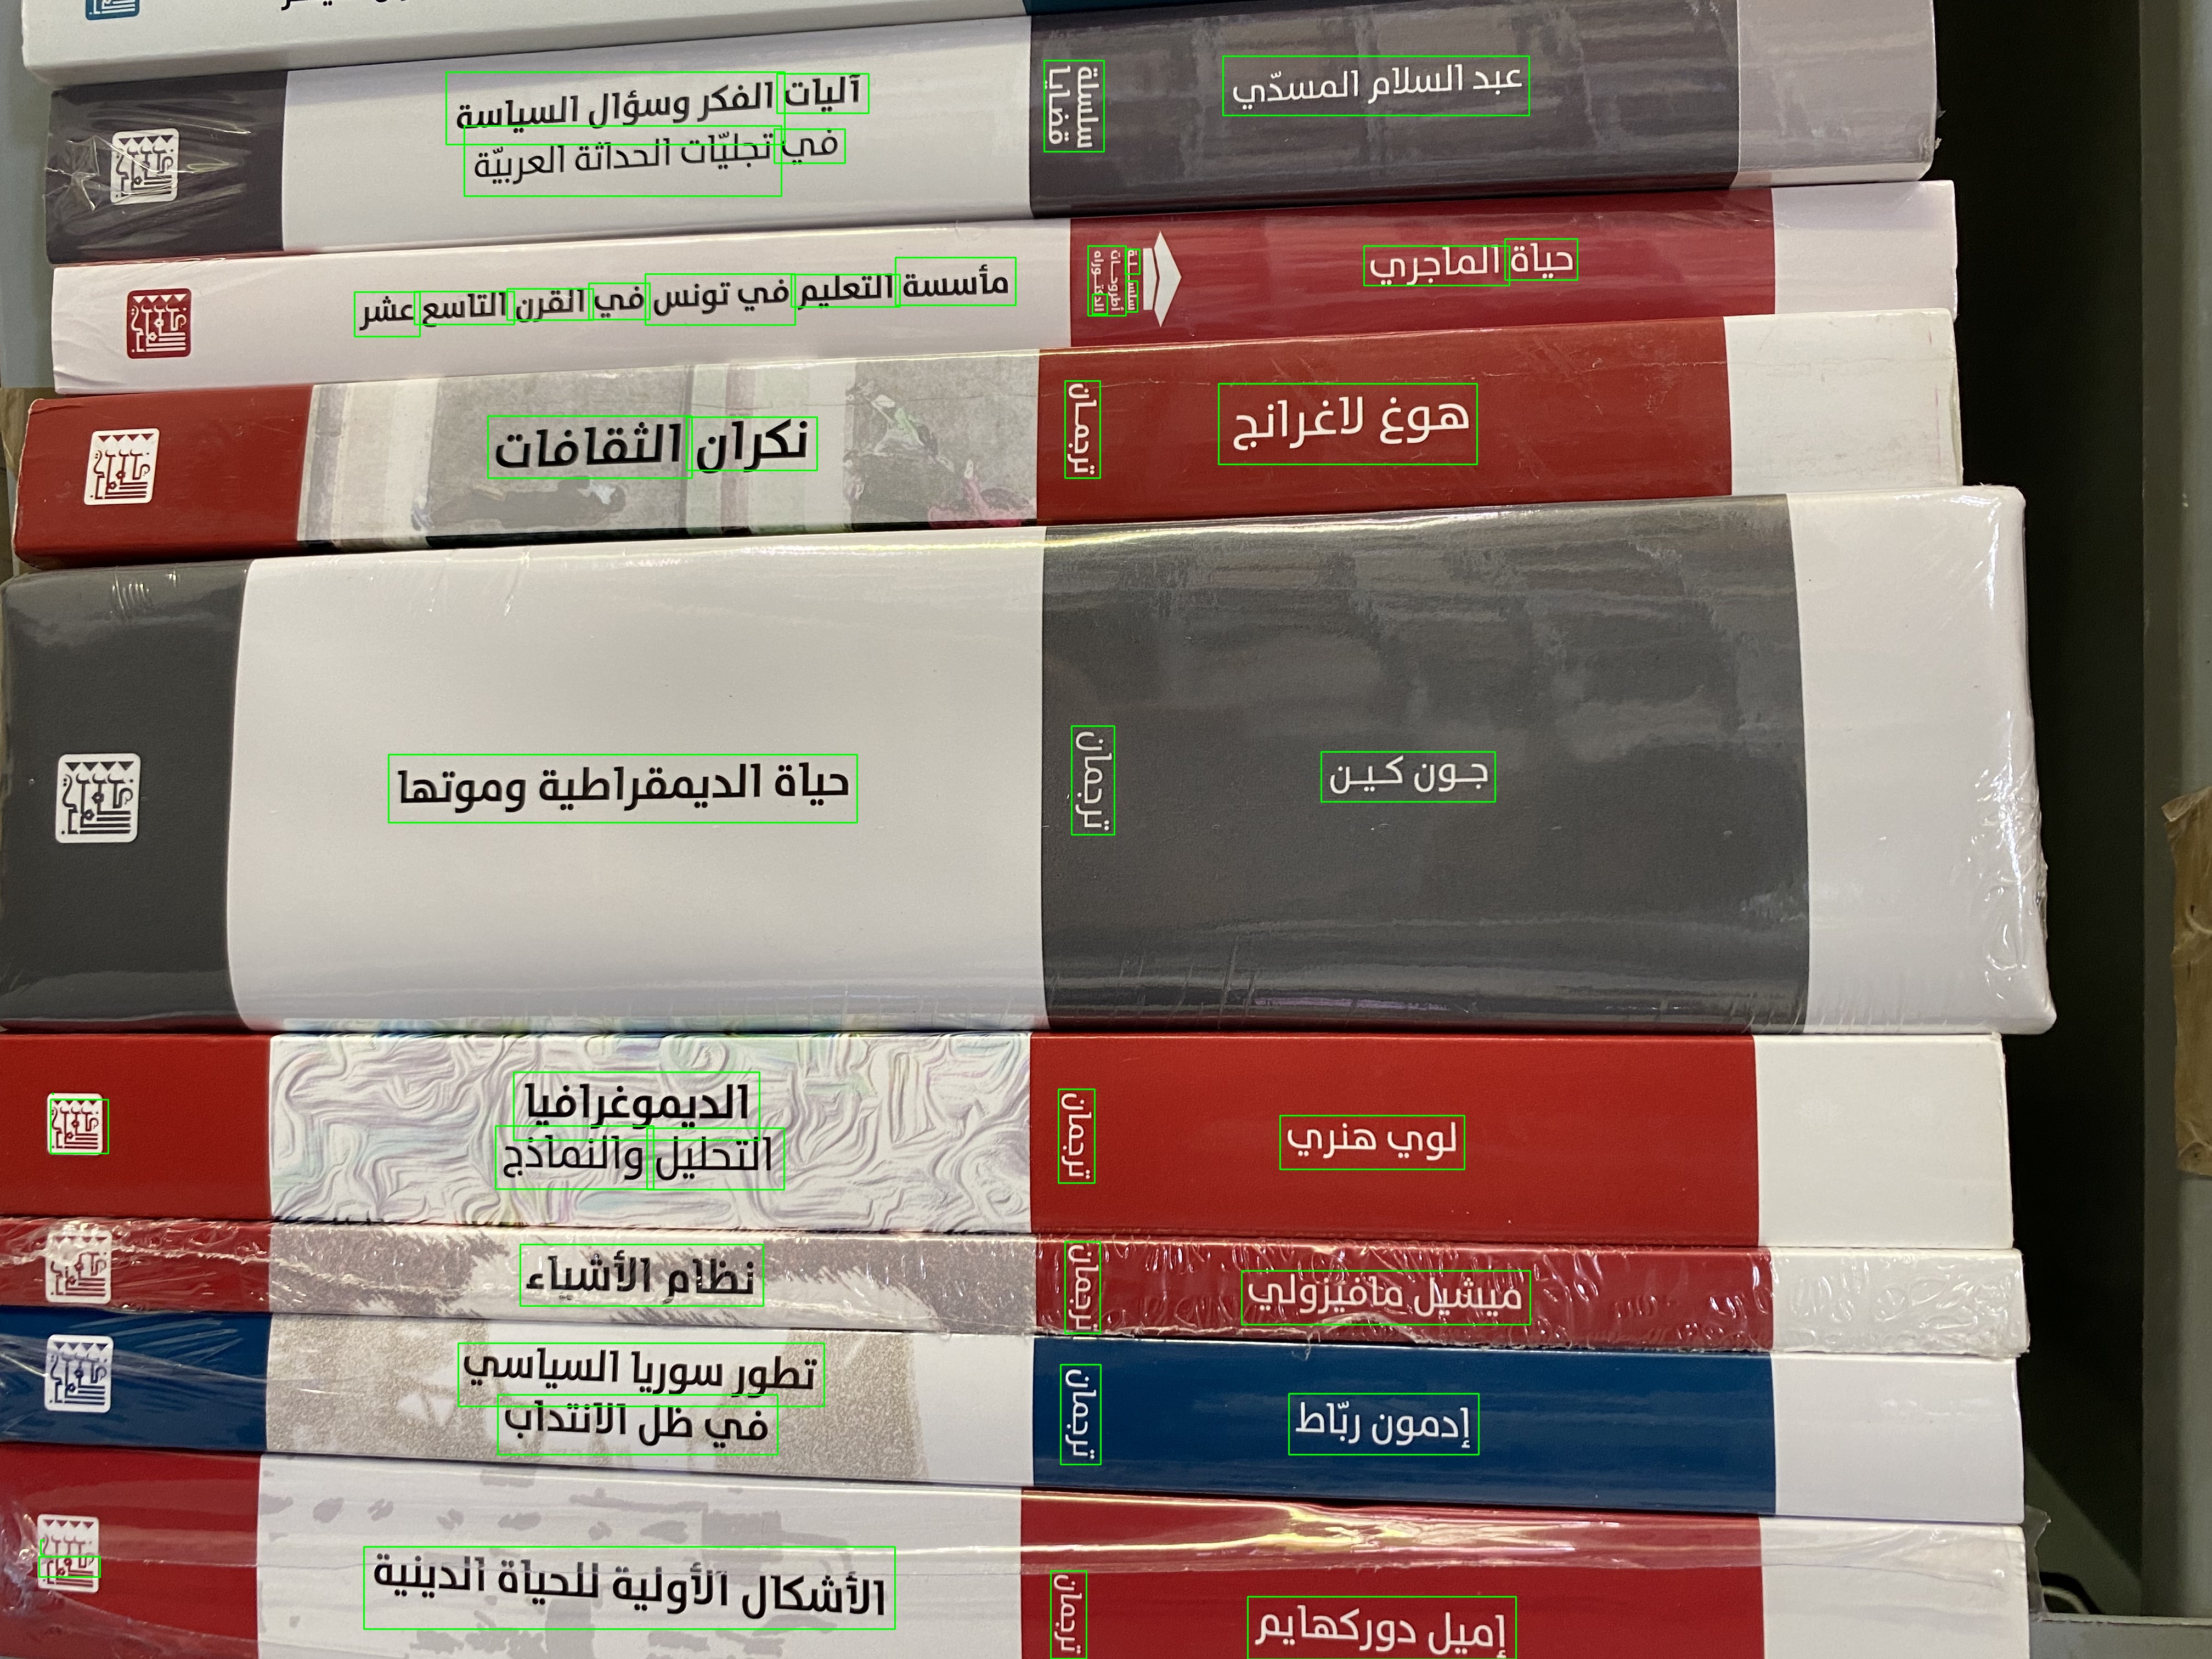 عبد السلام المسدّي
سلسلة
قضايا
آليات الفكر وسؤال السياسة
في تجليّات الحداثة العربيّة
حياة الماجري
سلسلة
أطروحات
الدكتوراه
مأسسة التعليم في تونس في القرن التاسع عشر
هوغ لاغرانج
ترجمان
نكران الثقافات
جون كين
ترجمان
حياة الديمقراطية وموتها
لوي هنري
ترجمان
الديموغرافيا
التحليل والنماذج
ميشيل مافيزولي
ترجمان
نظام الأشياء
إدمون ربّاط
ترجمان
تطور سوريا السياسي
في ظل الانتداب
إميل دوركهايم
ترجمان
الأشكال الأولية للحياة الدينية